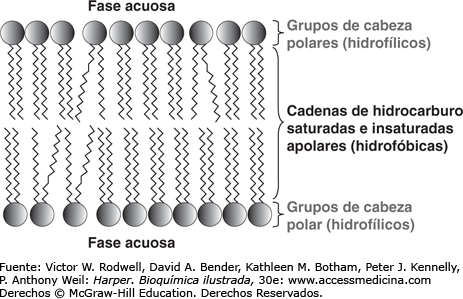 Fase acuosa
Grupos de cabeza
polares (hidrofílicos)
Cadenas de hidrocarburo
saturadas e insaturadas
apolares (hidrofóbicas)
Grupos de cabeza
polar (hidrofílicos)
Fase acuosa
Fuente: Victor W. Rodwell, David A. Bender, Kathleen M. Botham, Peter J. Kennelly,
P. Anthony Weil: Harper. Bioquímica ilustrada, 30e: www.accessmedicina.com
Derechos © McGraw-Hill Education. Derechos Reservados.